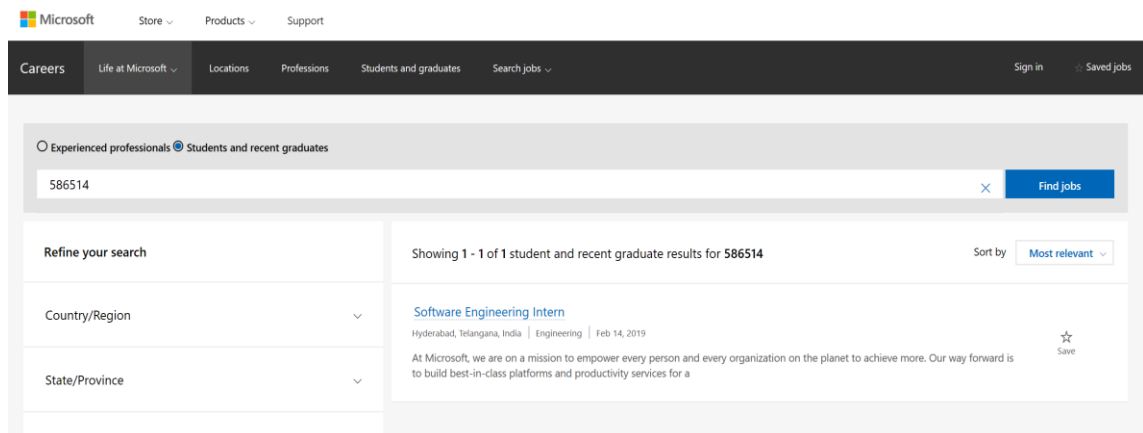 Microsoft Store Products Support
Careers Life at Microsoft Locations Professions Students and graduates Search jobs Sign in Saved jobs
Experienced professionals Students and recent graduates
586514 Find jobs
Refine your search
Showing 1 - 1 of 1 student and recent graduate results for 586514 Sort by Most relevant
Country/Region
State/Province
Software Engineering Intern
Hyderabad, Telangana, India | Engineering | Feb 14, 2019
Save
At Microsoft, we are on a mission to empower every person and every organization on the planet to achieve more. Our way forward is
to build best-in-class platforms and productivity services for a